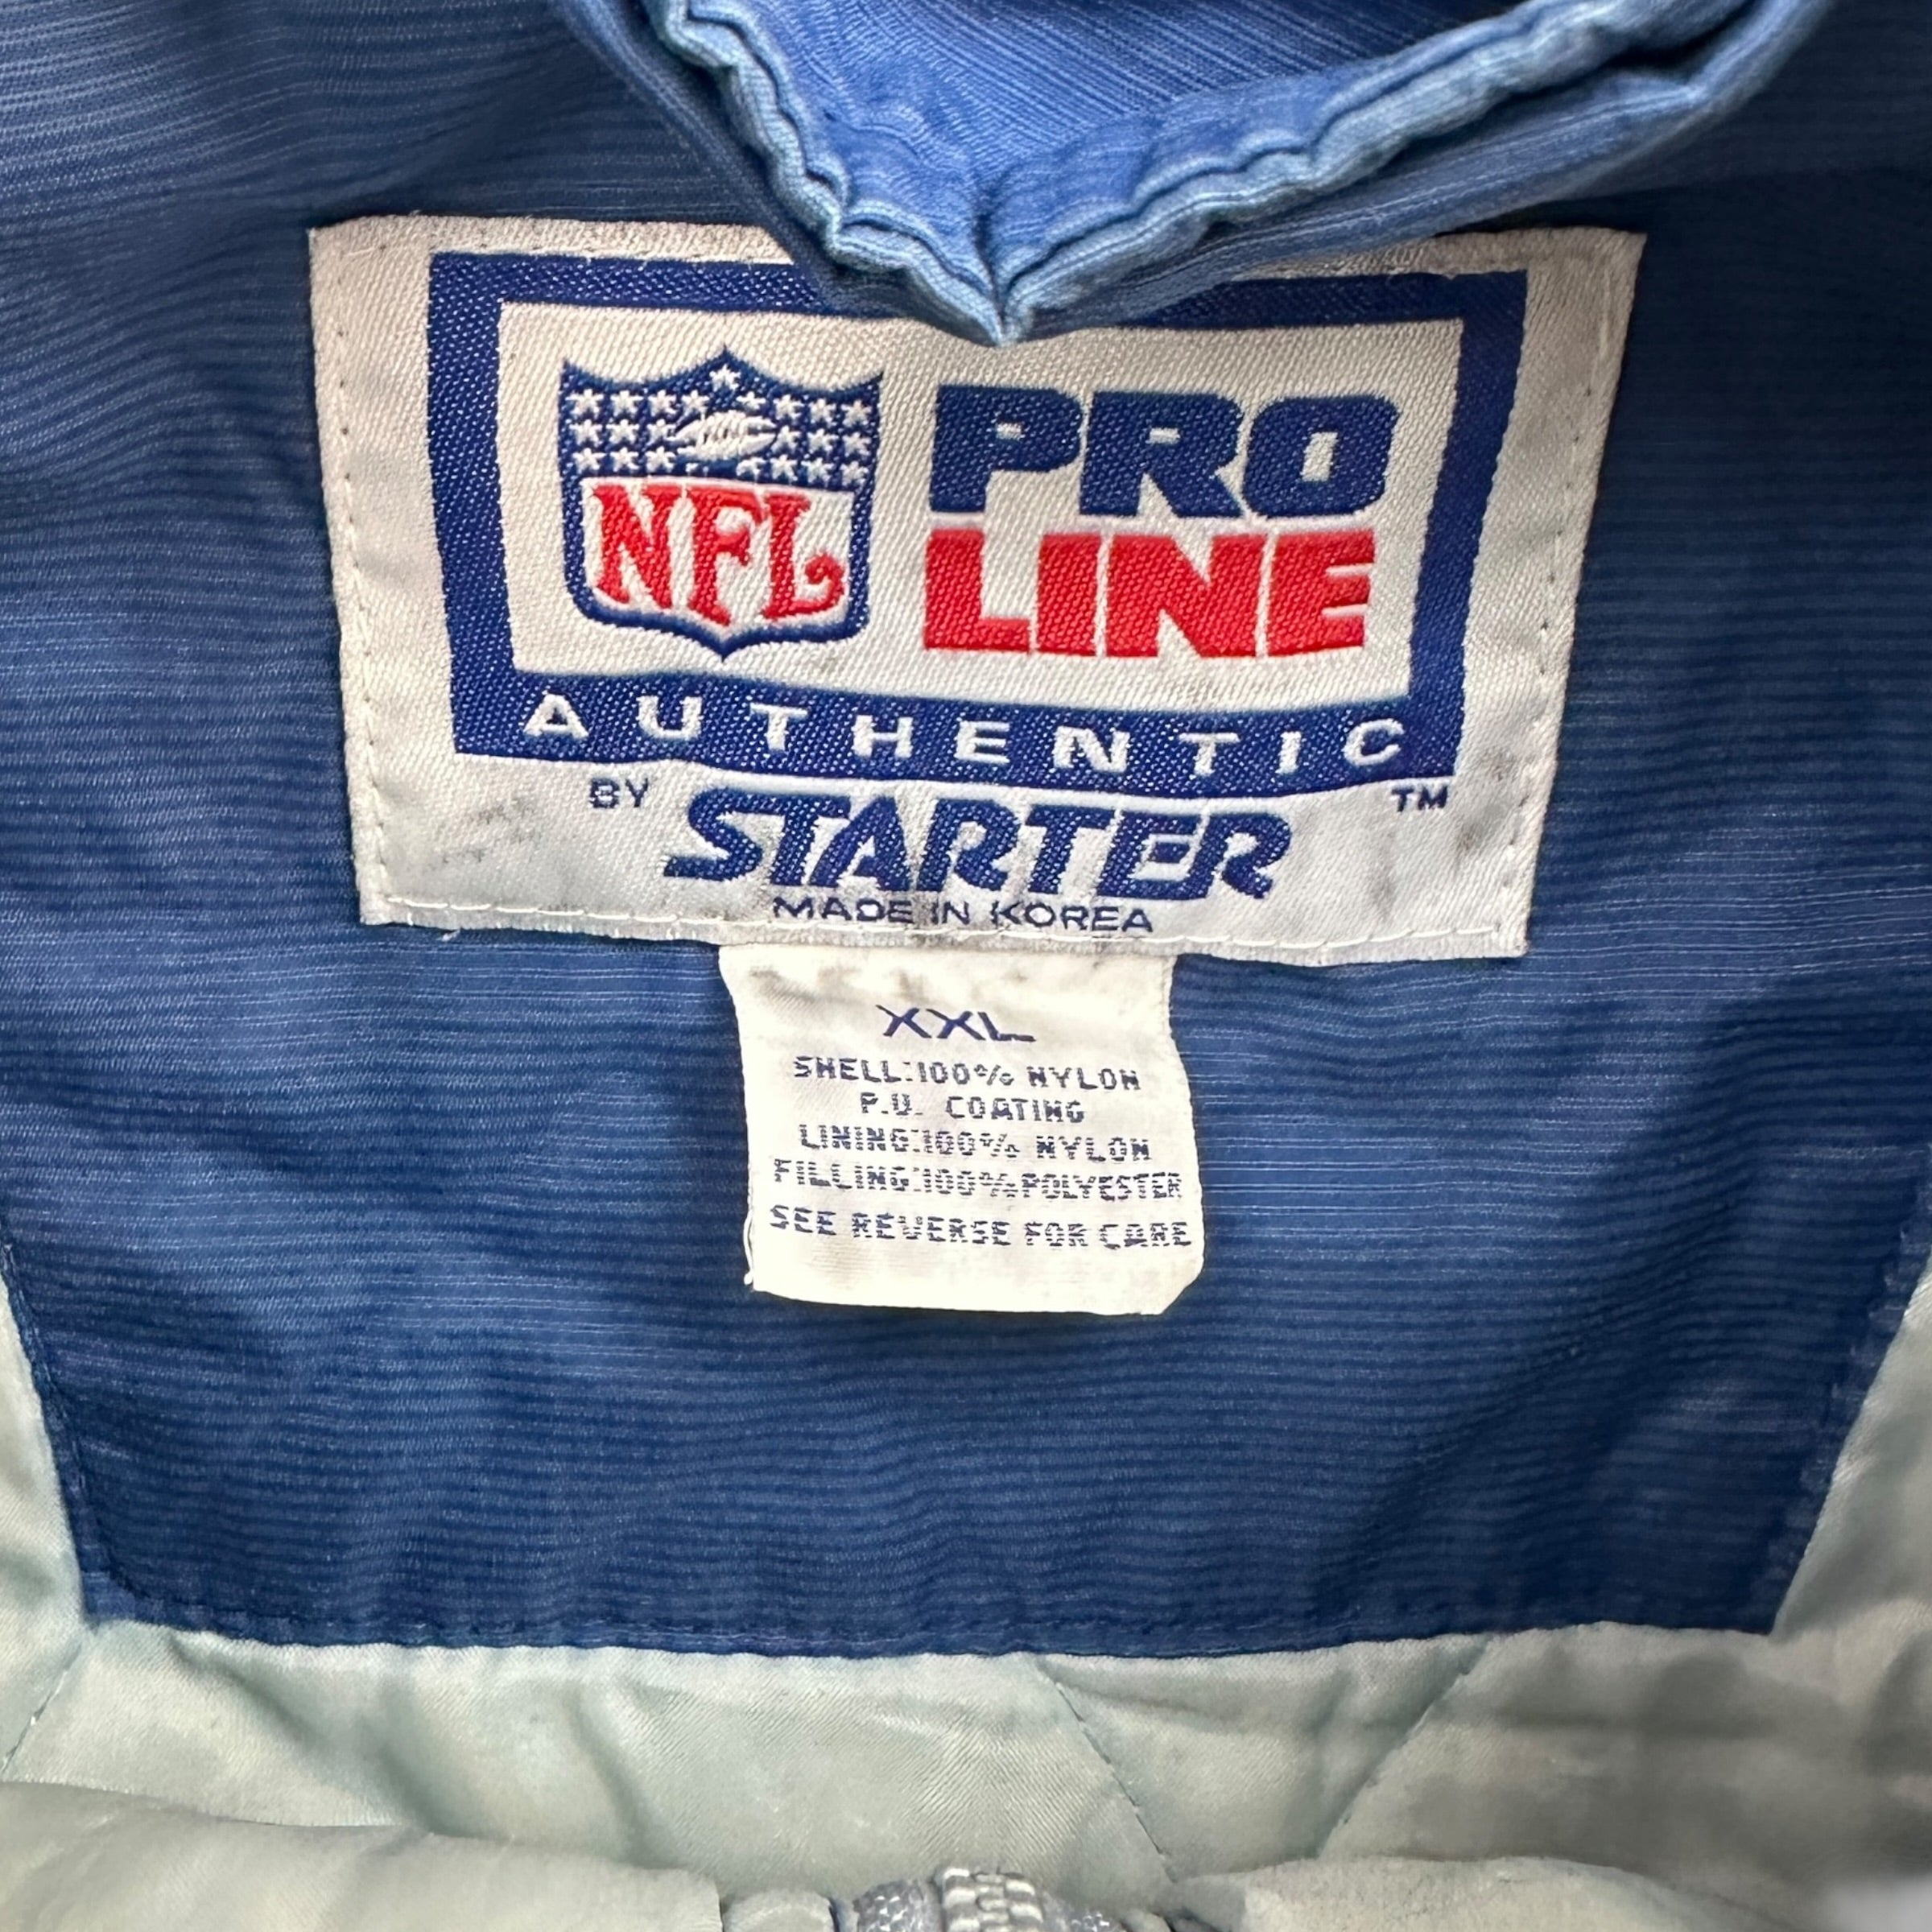 NFL PRO
LINE
AUTHENTIC
BY STARTER TM
MADE IN KOREA
XXL
SHELL:100% NYLON
P.U. COATING
LINING:100% NYLON
FILLING:100%POLYESTER
SEE REVERSE FOR CARE